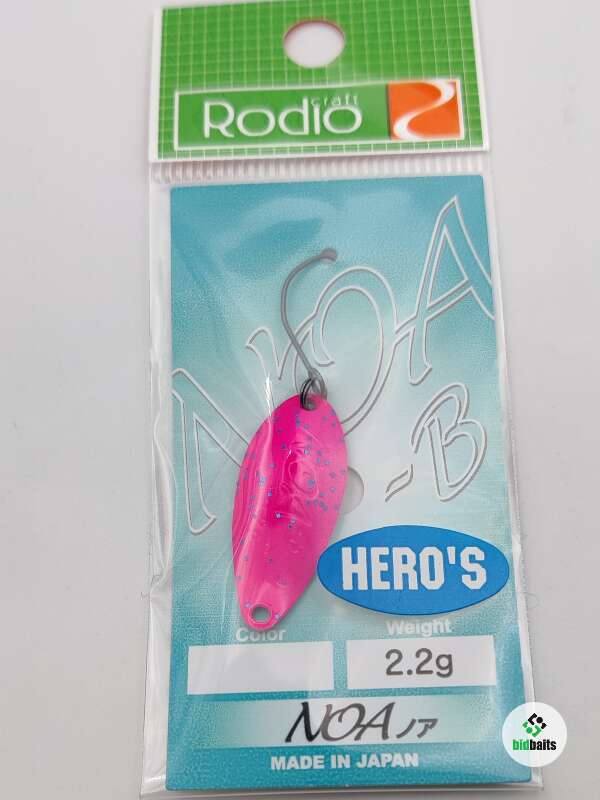 Rodio craft
NOA
-B
HERO'S
Color
Weight
2.2g
NOA ノア
MADE IN JAPAN
bidbaits